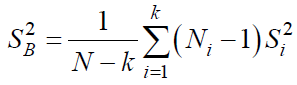 S_B^2 = \frac{1}{N-k} \sum_{i=1}^{k} (N_i - 1) S_i^2